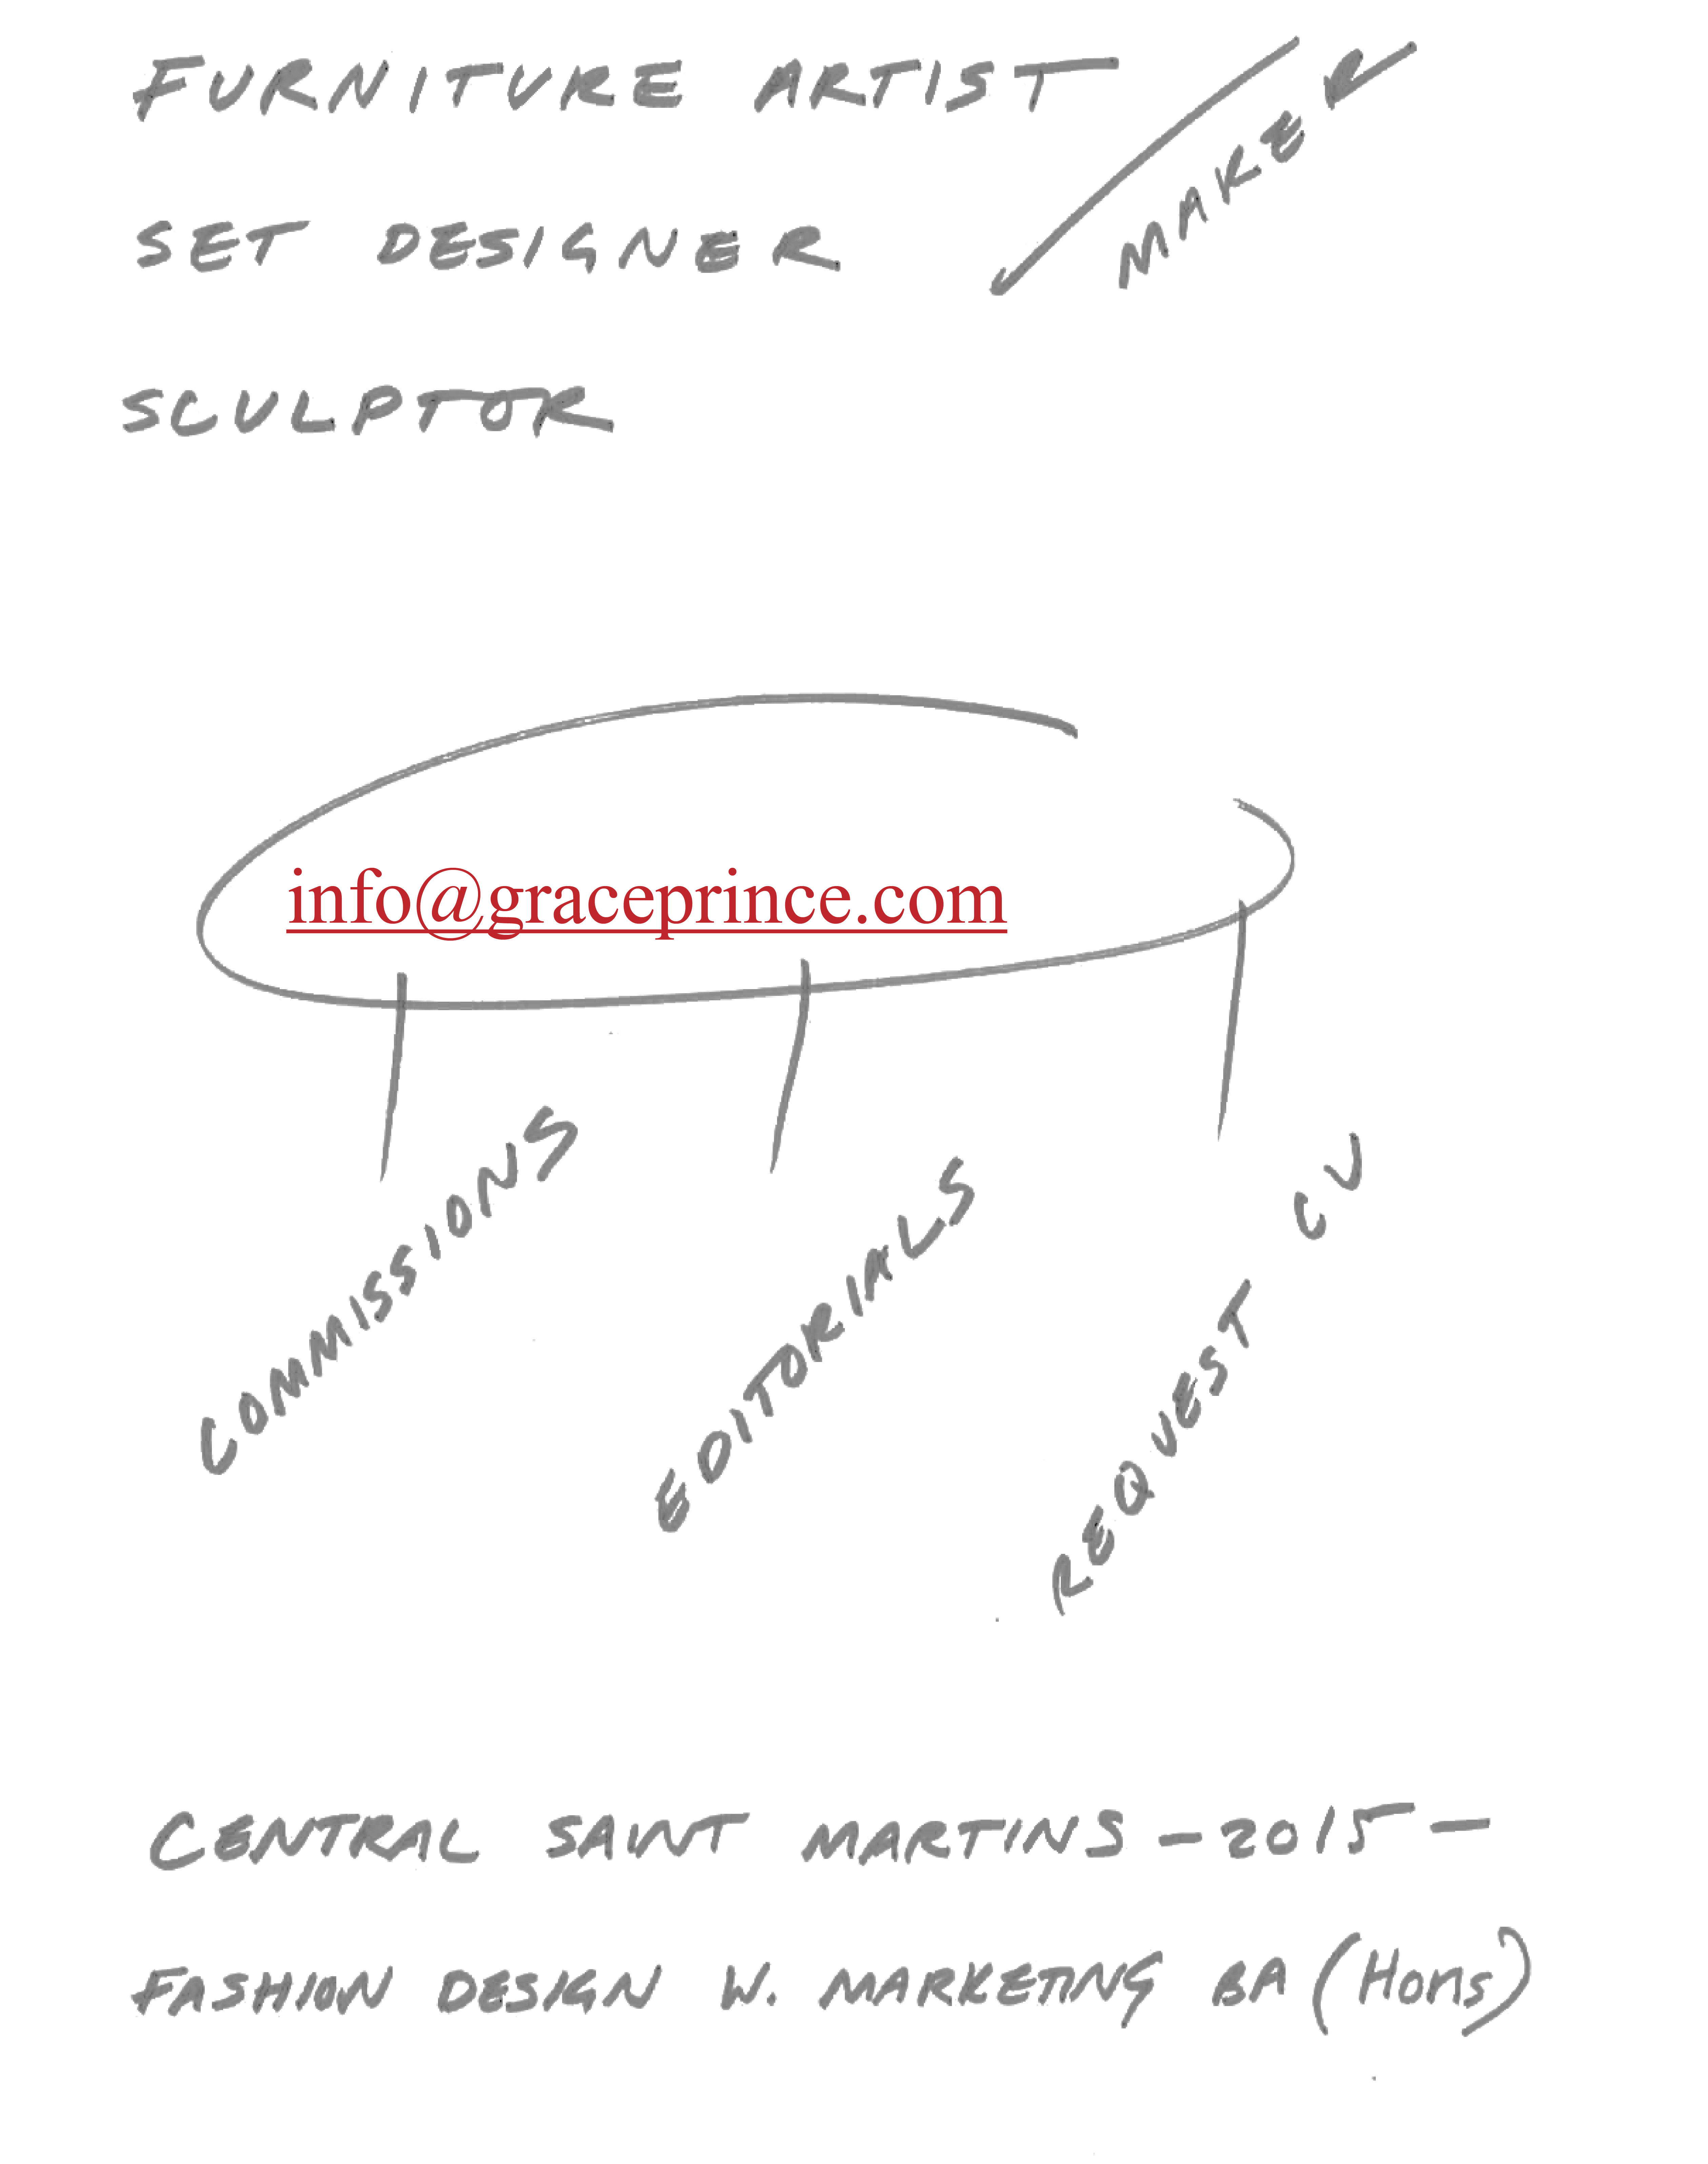 FURNITURE ARTIST
MAKER
SET DESIGNER
SCULPTOR
info@graceprince.com
COMMISSIONS
EDITORIALS
REQUEST CV
CENTRAL SAINT MARTINS - 2015 -
FASHION DESIGN W. MARKETING BA (Hons)